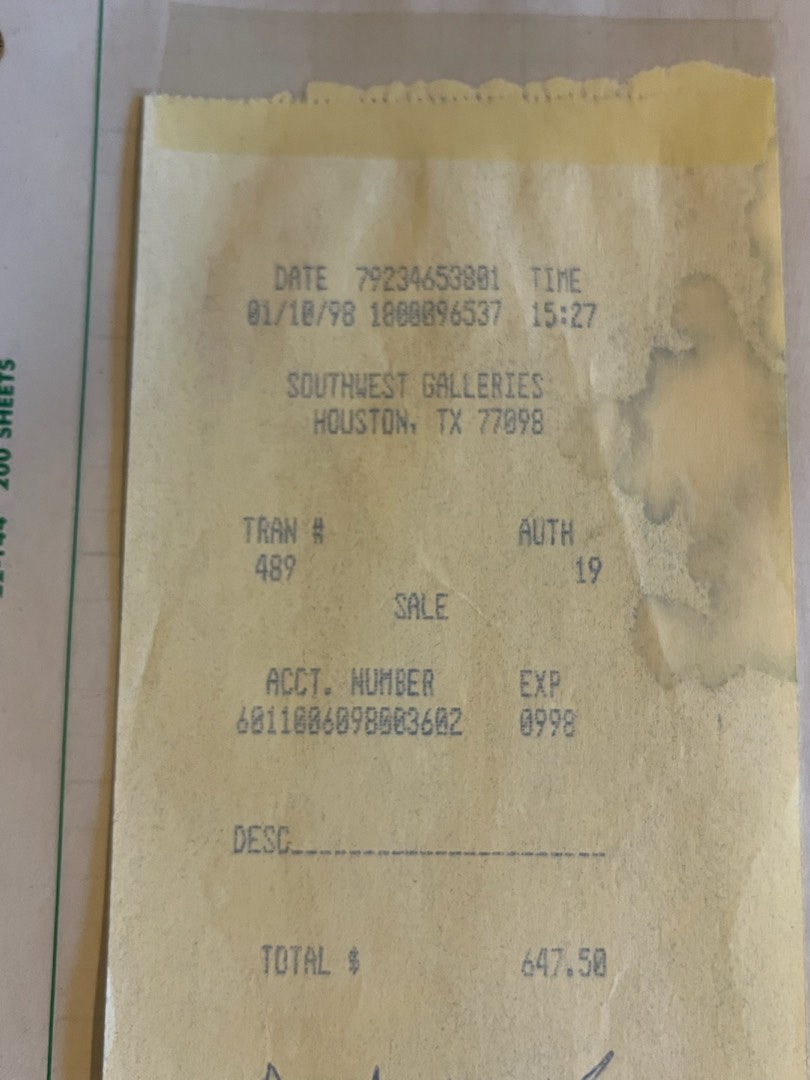 DATE 79234653801 TIME
01/10/98 1800096537 15:27
SOUTHWEST GALLERIES
HOUSTON, TX 77098
TRAN # AUTH
489 19
SALE
ACCT. NUMBER EXP
6011006098003602 0998
DESC______________________
TOTAL $ 647.50
200 SHEETS